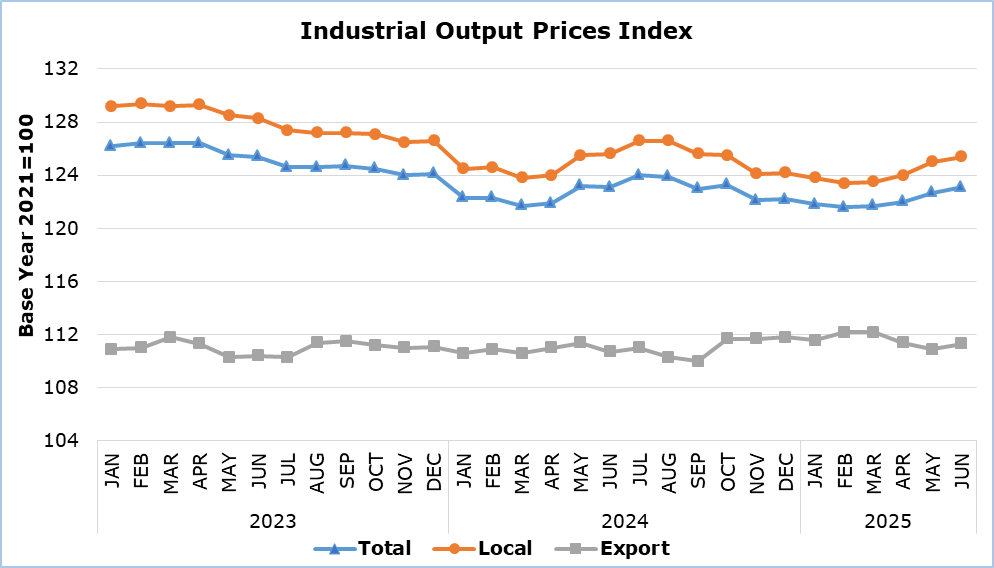 Industrial Output Prices Index
Base Year 2021=100
132
128
124
120
116
112
108
104
JAN FEB MAR APR MAY JUN JUL AUG SEP OCT NOV DEC JAN FEB MAR APR MAY JUN JUL AUG SEP OCT NOV DEC JAN FEB MAR APR MAY JUN
2023 2024 2025
Total Local Export